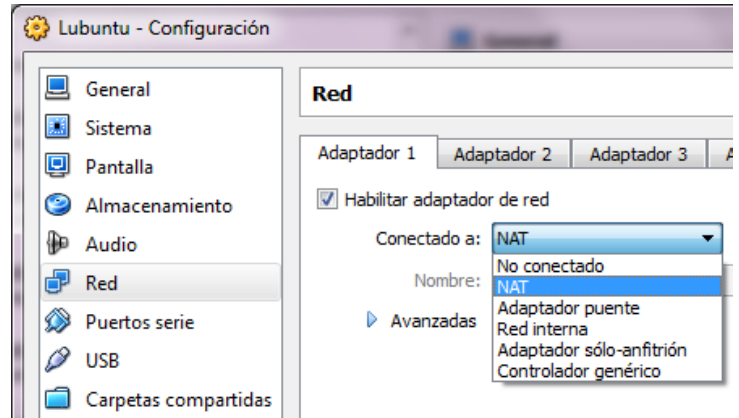 Lubuntu - Configuración
General
Sistema
Pantalla
Almacenamiento
Audio
Red
Puertos serie
USB
Carpetas compartidas
Red
Adaptador 1
Adaptador 2
Adaptador 3
A
Habilitar adaptador de red
Conectado a: NAT
No conectado
NAT
Adaptador puente
Red interna
Adaptador sólo-anfitrión
Controlador genérico
Nombre:
Avanzadas